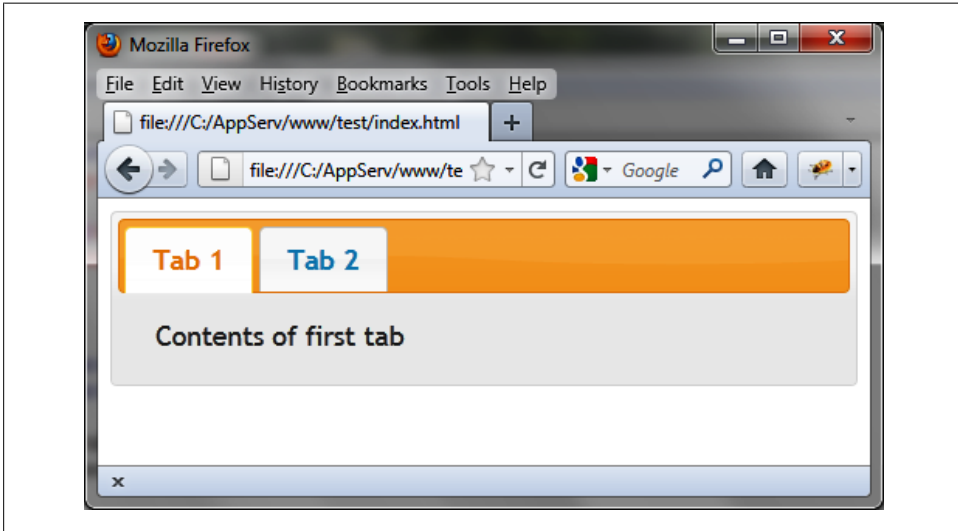 Mozilla Firefox
File Edit View History Bookmarks Tools Help
file:///C:/AppServ/www/test/index.html
file:///C:/AppServ/www/te Google
Tab 1 Tab 2
Contents of first tab
x